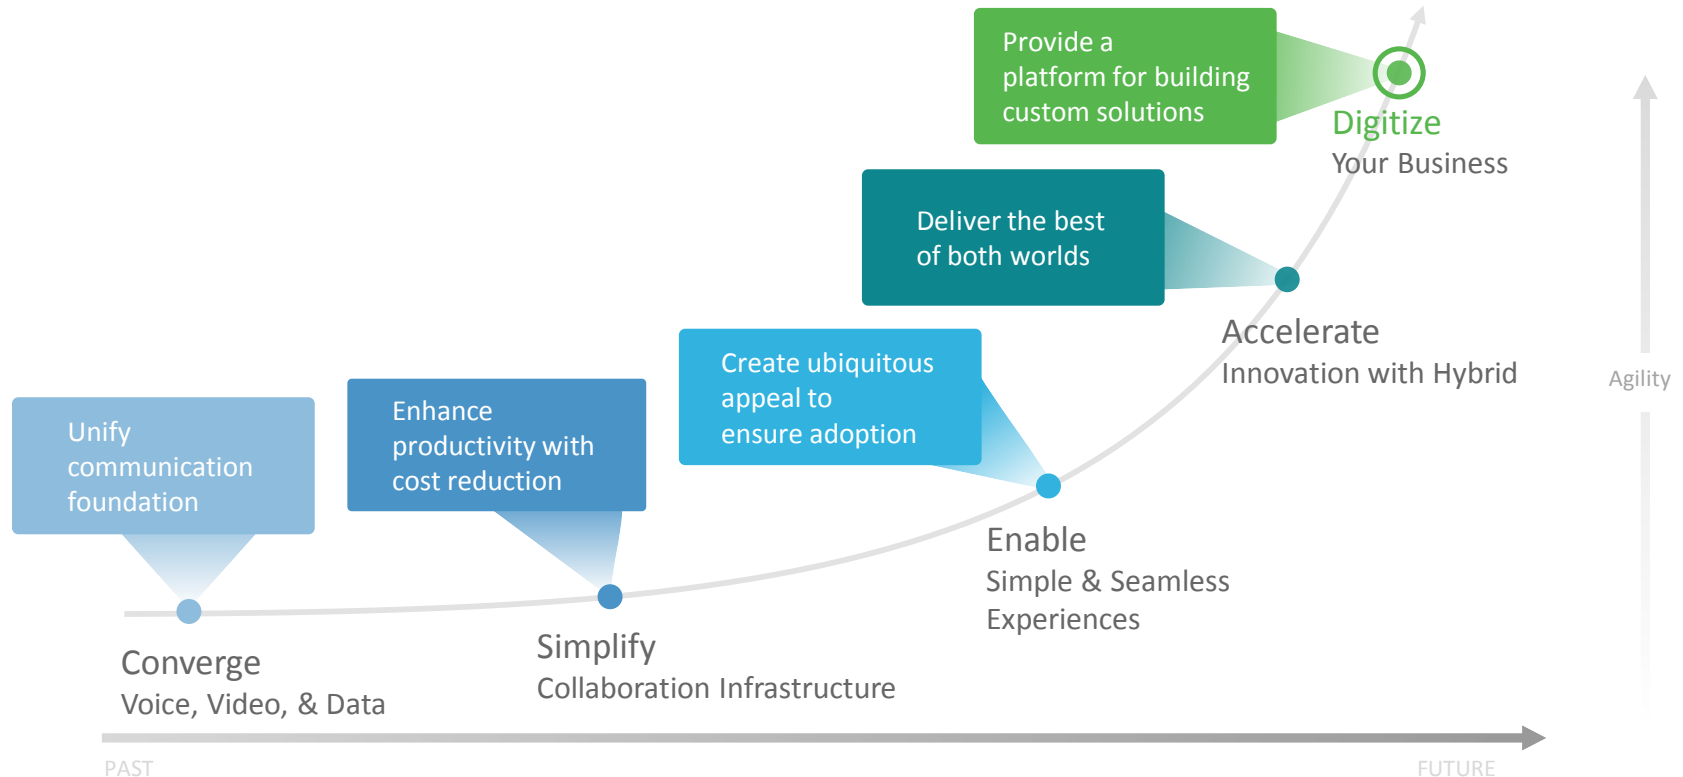 Provide a
platform for building
custom solutions
Digitize
Your Business
Deliver the best
of both worlds
Accelerate
Innovation with Hybrid
Agility
Create ubiquitous
appeal to
ensure adoption
Enable
Simple & Seamless
Experiences
Enhance
productivity with
cost reduction
Simplify
Collaboration Infrastructure
Unify
communication
foundation
Converge
Voice, Video, & Data
PAST
FUTURE